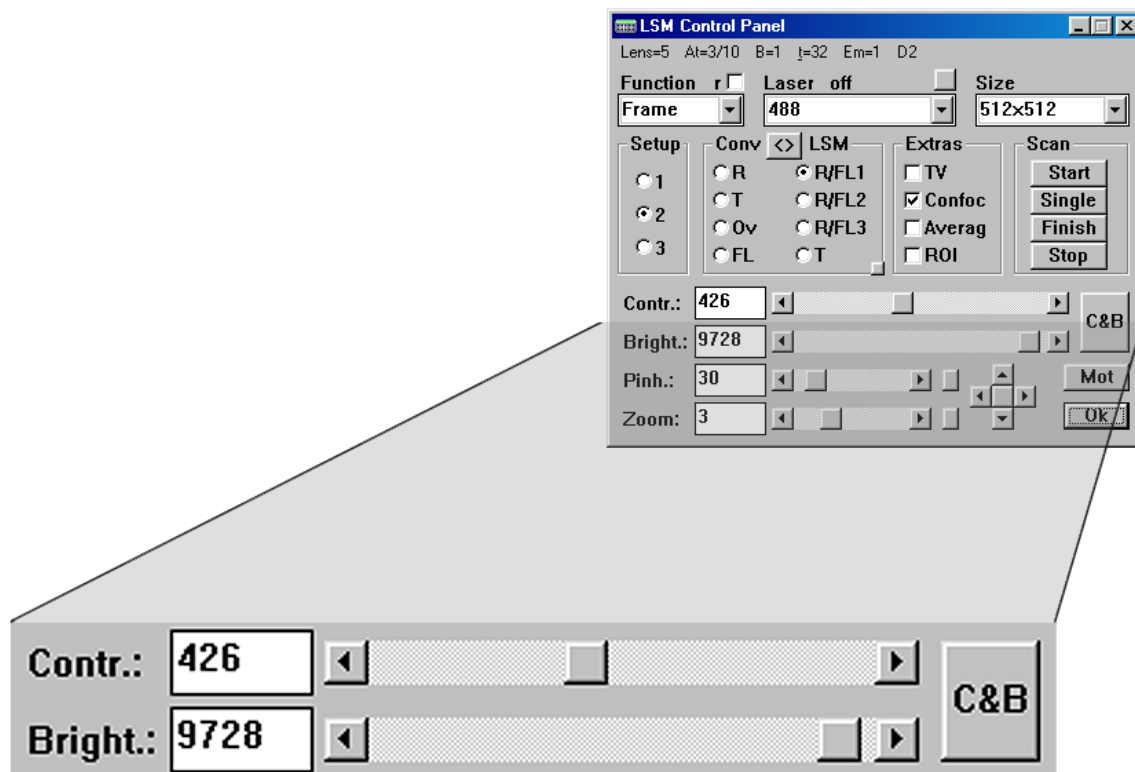 LSM Control Panel
Lens=5 At=3/10 B=1 t=32 Em=1 D2
Function r Laser off Size
Frame 488 512x512
Setup Conv <> LSM Extras Scan
1 R R/FL1 TV Start
2 T R/FL2 Confoc Single
3 Ov R/FL3 Averag Finish
FL T ROI Stop
Contr.: 426 C&B
Bright.: 9728
Pinh.: 30 Mot
Zoom: 3 Ok
Contr.: 426 C&B
Bright.: 9728